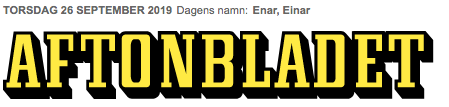 TORSDAG 26 SEPTEMBER 2019 Dagens namn: Enar, Einar
AFTONBLADET